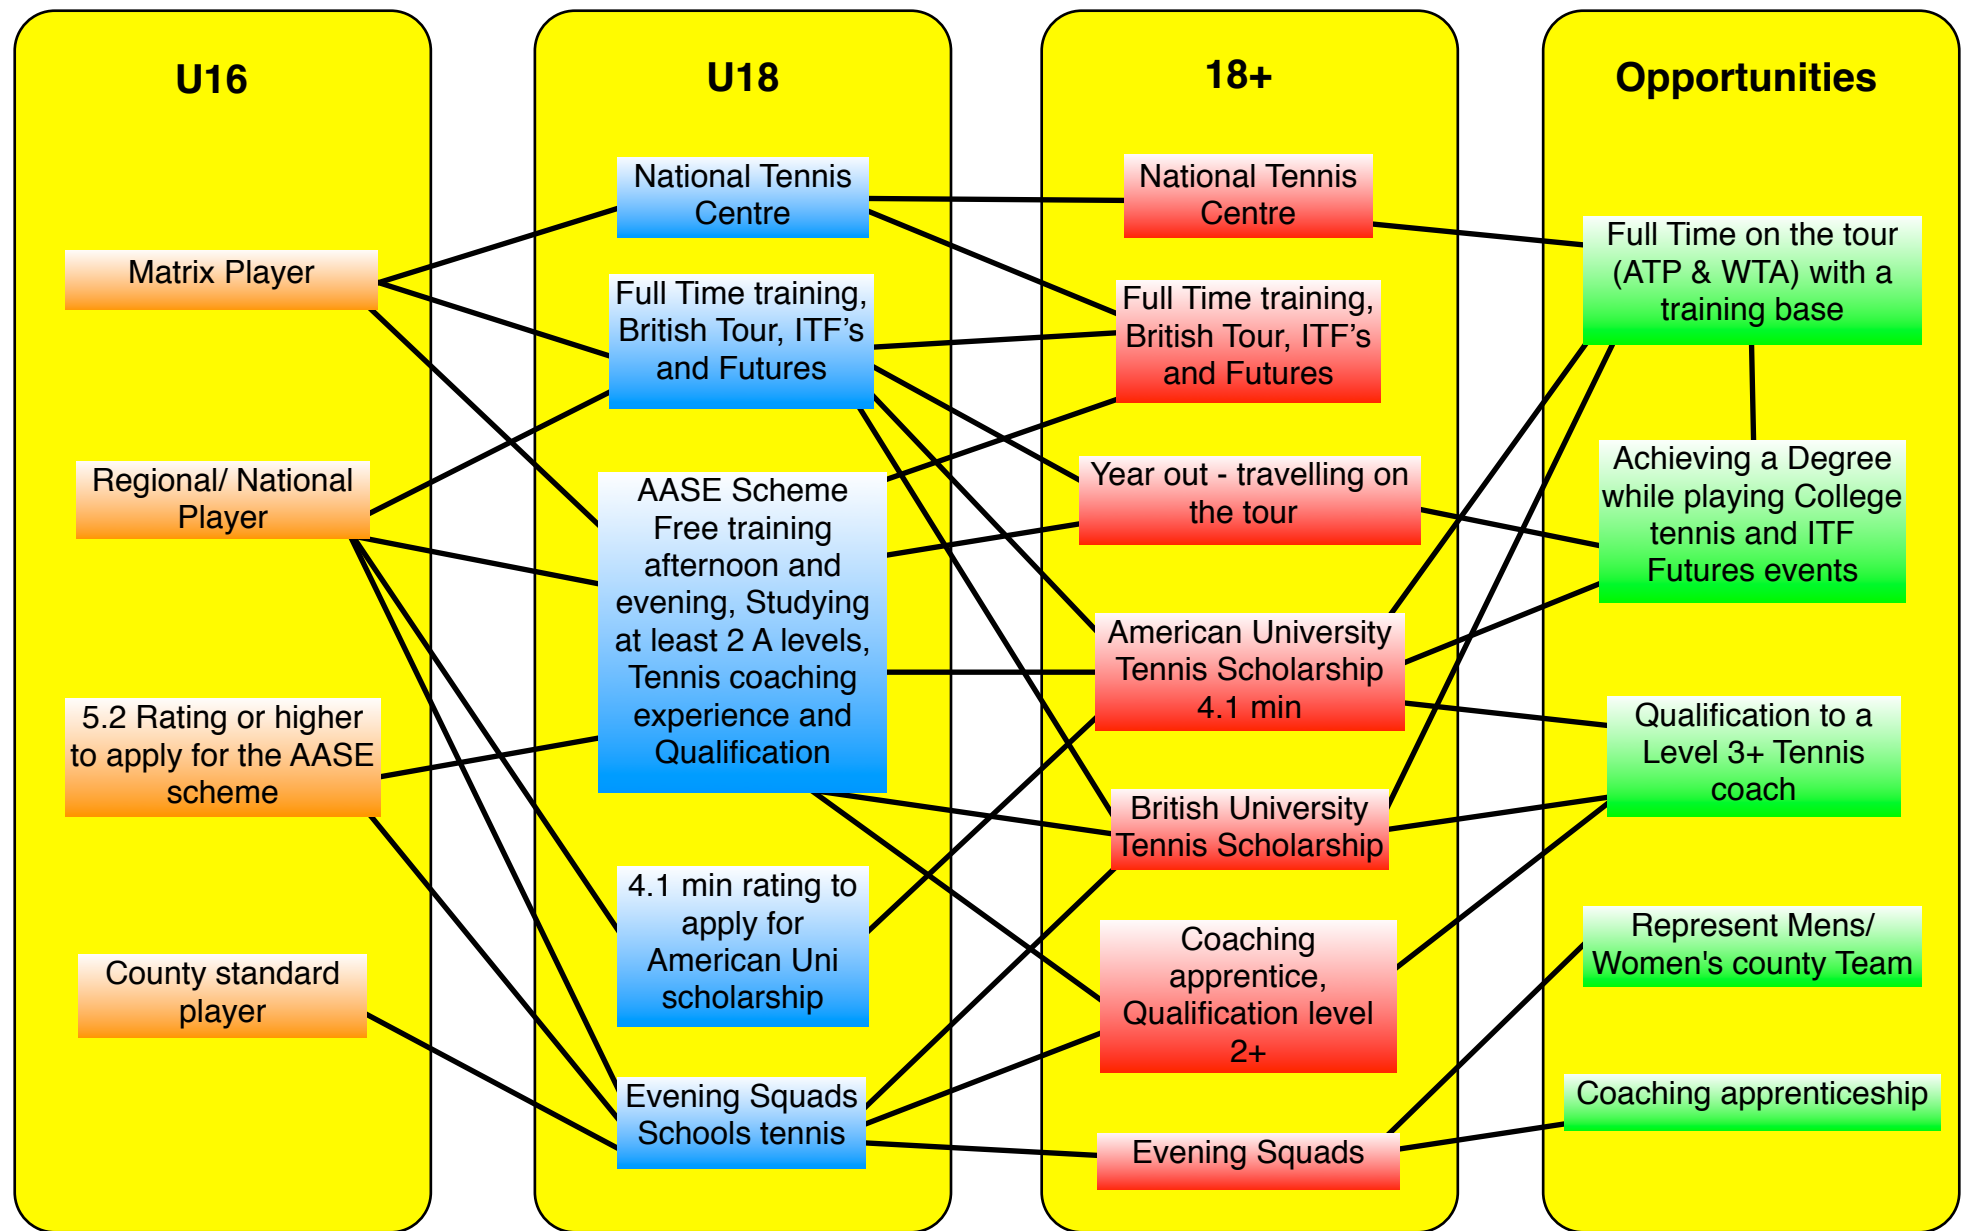 U16
Matrix Player
Regional/ National
Player
5.2 Rating or higher
to apply for the AASE
scheme
County standard
player
U18
National Tennis
Centre
Full Time training,
British Tour, ITF’s
and Futures
AASE Scheme
Free training
afternoon and
evening, Studying
at least 2 A levels,
Tennis coaching
experience and
Qualification
4.1 min rating to
apply for
American Uni
scholarship
Evening Squads
Schools tennis
18+
National Tennis
Centre
Full Time training,
British Tour, ITF’s
and Futures
Year out - travelling on
the tour
American University
Tennis Scholarship
4.1 min
British University
Tennis Scholarship
Coaching
apprentice,
Qualification level
2+
Evening Squads
Opportunities
Full Time on the tour
(ATP & WTA) with a
training base
Achieving a Degree
while playing College
tennis and ITF
Futures events
Qualification to a
Level 3+ Tennis
coach
Represent Mens/
Women's county Team
Coaching apprenticeship